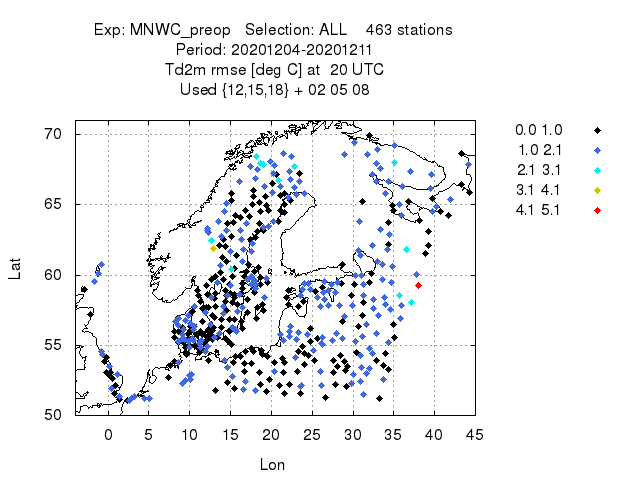 Exp: MNWC_preop   Selection: ALL    463 stations
Period: 20201204-20201211
Td2m rmse [deg C] at  20 UTC
Used {12,15,18} + 02 05 08
0.0 1.0
1.0 2.1
2.1 3.1
3.1 4.1
4.1 5.1
70
65
60
55
50
Lat
0 5 10 15 20 25 30 35 40 45
Lon